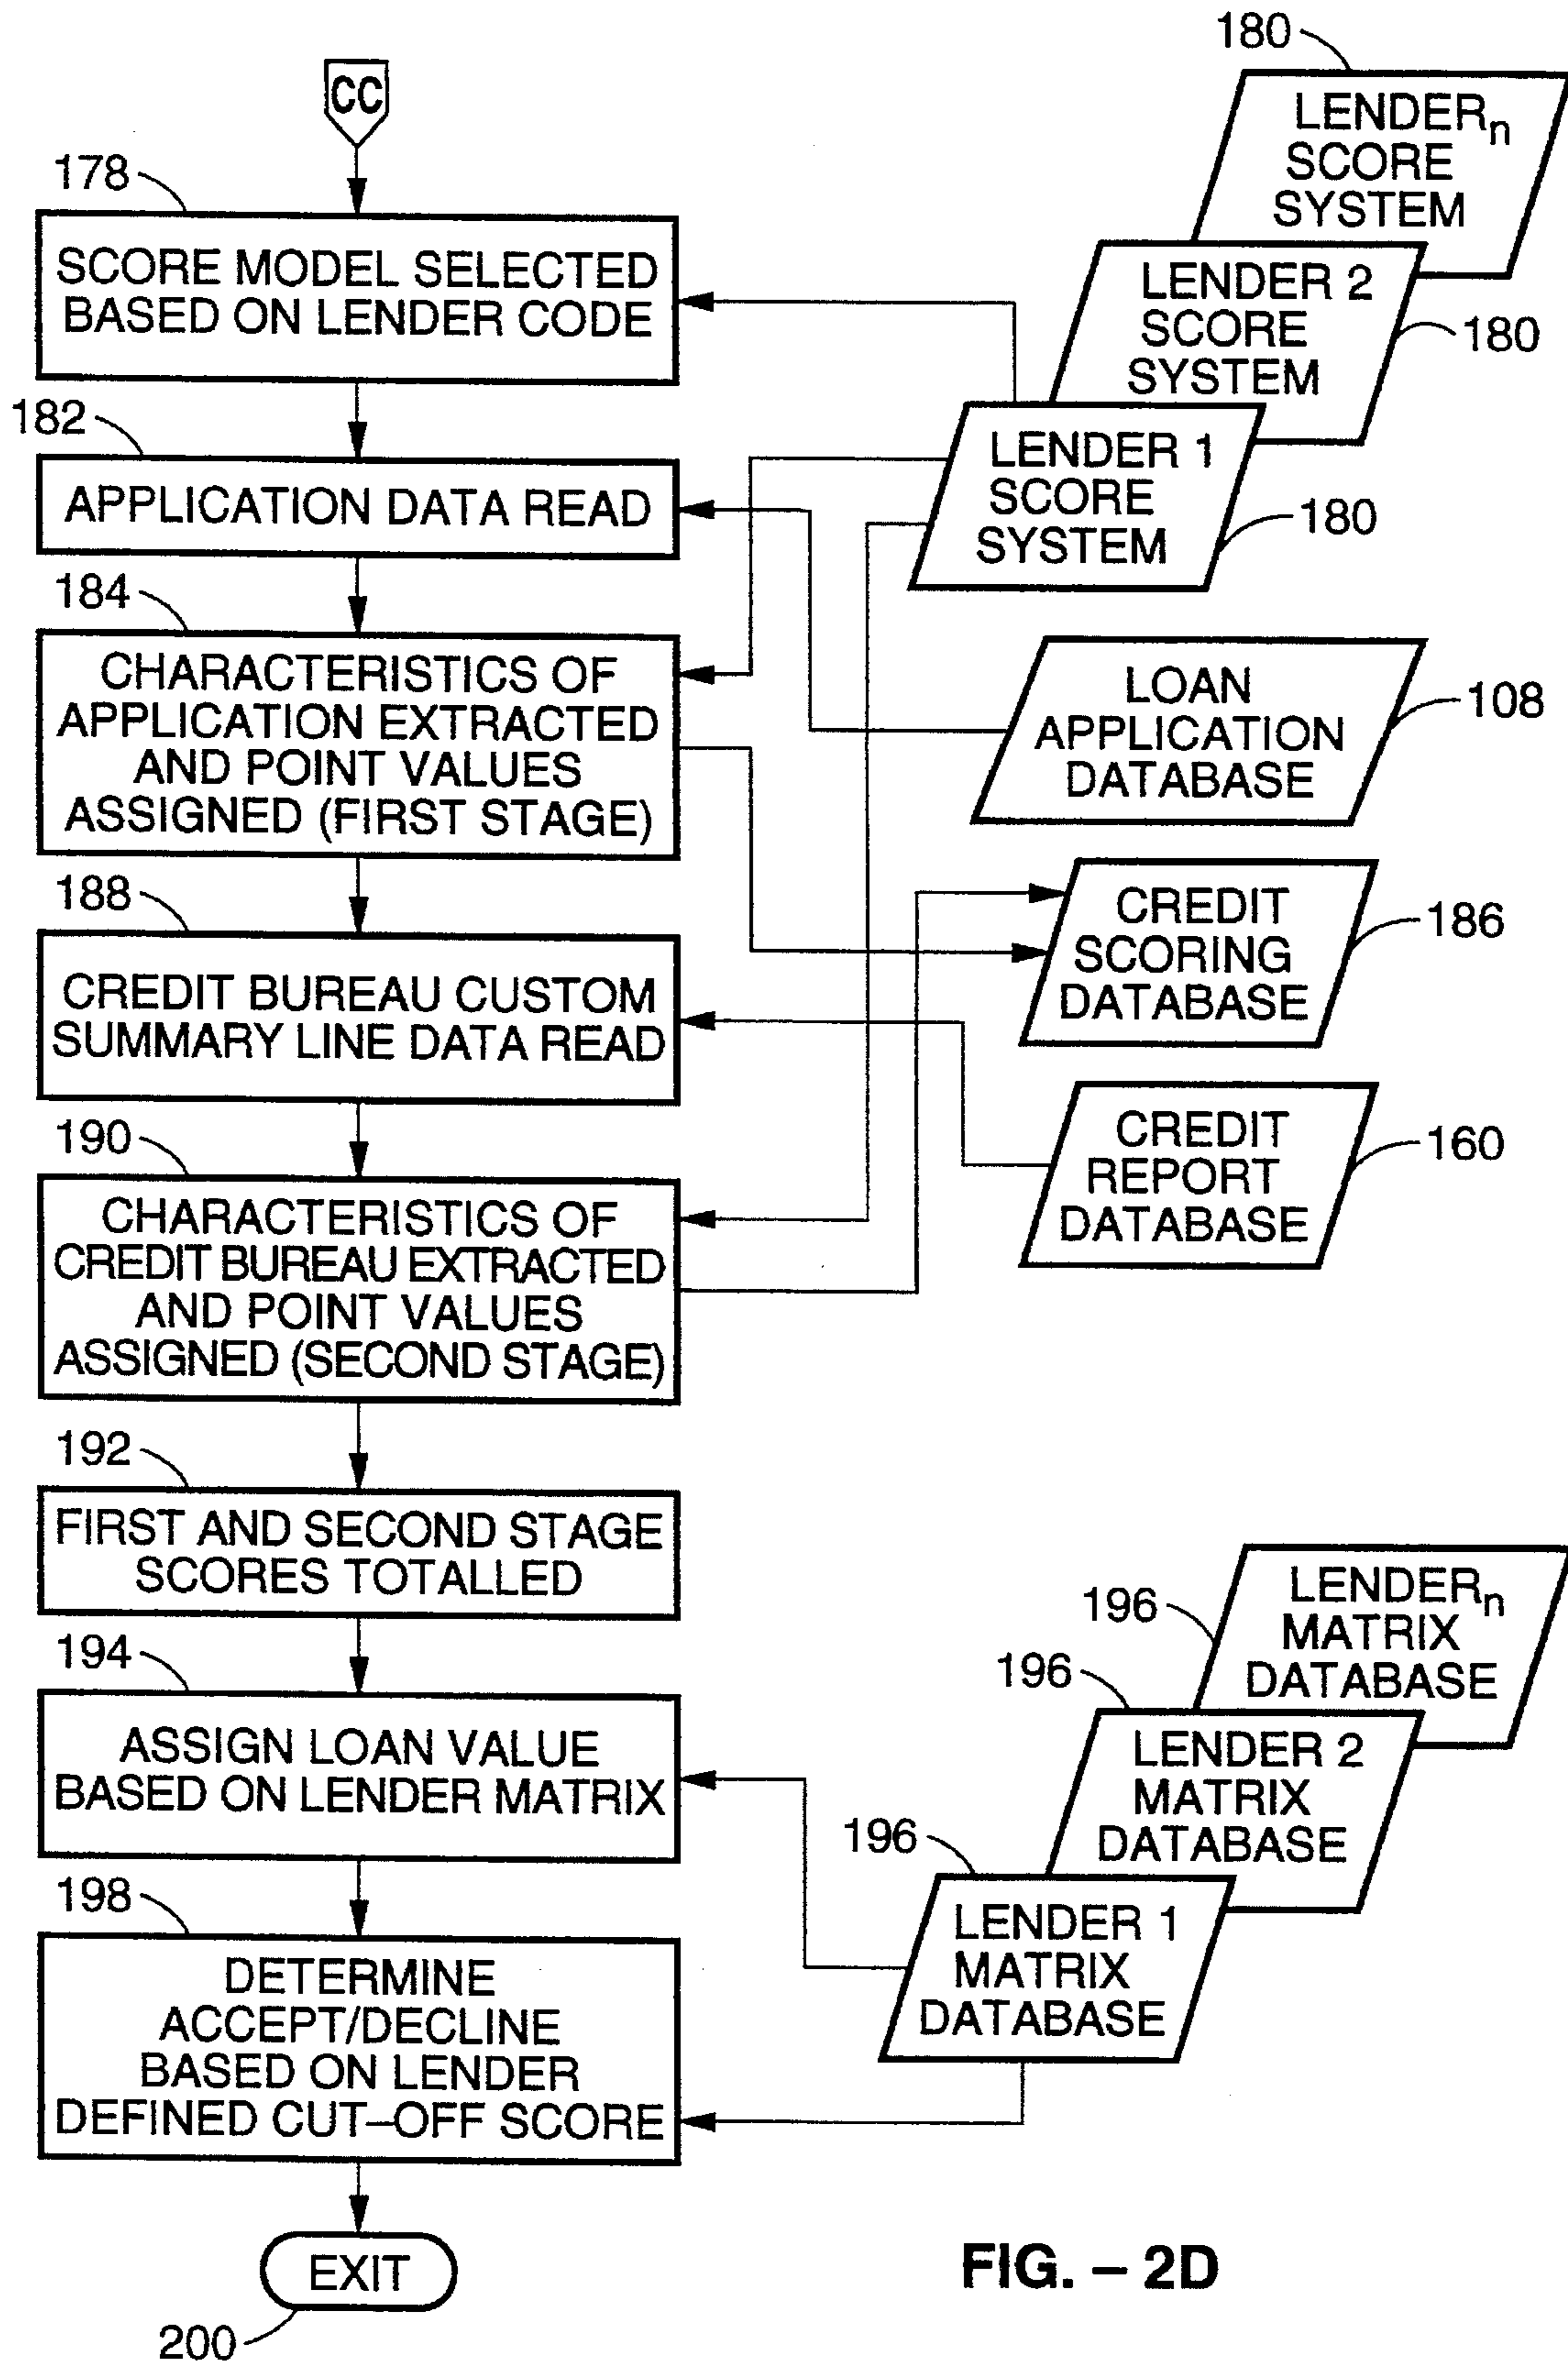 CC
178
SCORE MODEL SELECTED
BASED ON LENDER CODE
182
APPLICATION DATA READ
184
CHARACTERISTICS OF
APPLICATION EXTRACTED
AND POINT VALUES
ASSIGNED (FIRST STAGE)
188
CREDIT BUREAU CUSTOM
SUMMARY LINE DATA READ
190
CHARACTERISTICS OF
CREDIT BUREAU EXTRACTED
AND POINT VALUES
ASSIGNED (SECOND STAGE)
192
FIRST AND SECOND STAGE
SCORES TOTALLED
194
ASSIGN LOAN VALUE
BASED ON LENDER MATRIX
198
DETERMINE
ACCEPT/DECLINE
BASED ON LENDER
DEFINED CUT–OFF SCORE
EXIT
200
180
LENDERn
SCORE
SYSTEM
LENDER 2
SCORE
SYSTEM
180
LENDER 1
SCORE
SYSTEM
180
LOAN
APPLICATION
DATABASE
108
CREDIT
SCORING
DATABASE
186
CREDIT
REPORT
DATABASE
160
196
LENDERn
MATRIX
DATABASE
196
LENDER 2
MATRIX
DATABASE
196
LENDER 1
MATRIX
DATABASE
FIG. – 2D